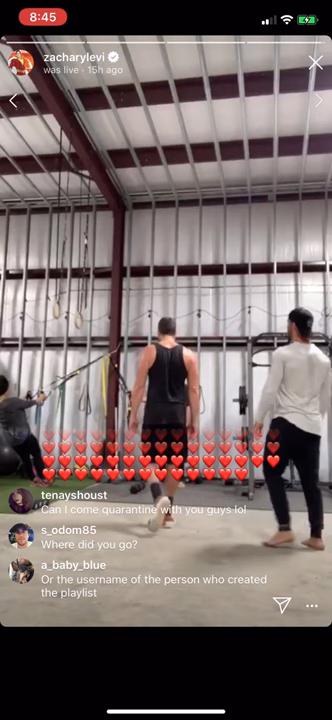 8:45
zacharylevi
was live · 15h ago
tenayshoust
Can I come quarantine with you guys lol
s_odom85
Where did you go?
a_baby_blue
Or the username of the person who created
the playlist